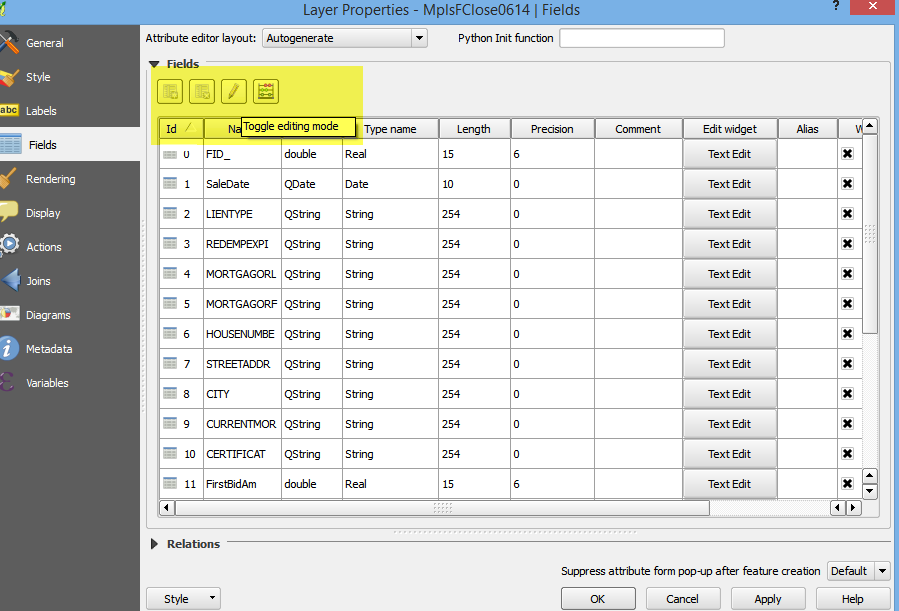 Layer Properties - MplsFClose0614 | Fields
?
General
Style
abc Labels
Fields
Rendering
Display
Actions
Joins
Diagrams
Metadata
Variables
Attribute editor layout: Autogenerate Python Init function
Fields
Toggle editing mode
Id Na Type name Length Precision Comment Edit widget Alias W
0 FID_ double Real 15 6 Text Edit
1 SaleDate QDate Date 10 0 Text Edit
2 LIENTYPE QString String 254 0 Text Edit
3 REDEMPEXPI QString String 254 0 Text Edit
4 MORTGAGORL QString String 254 0 Text Edit
5 MORTGAGORF QString String 254 0 Text Edit
6 HOUSENUMBE QString String 254 0 Text Edit
7 STREETADDR QString String 254 0 Text Edit
8 CITY QString String 254 0 Text Edit
9 CURRENTMOR QString String 254 0 Text Edit
10 CERTIFICAT QString String 254 0 Text Edit
11 FirstBidAm double Real 15 6 Text Edit
Relations
Suppress attribute form pop-up after feature creation Default
Style OK Cancel Apply Help